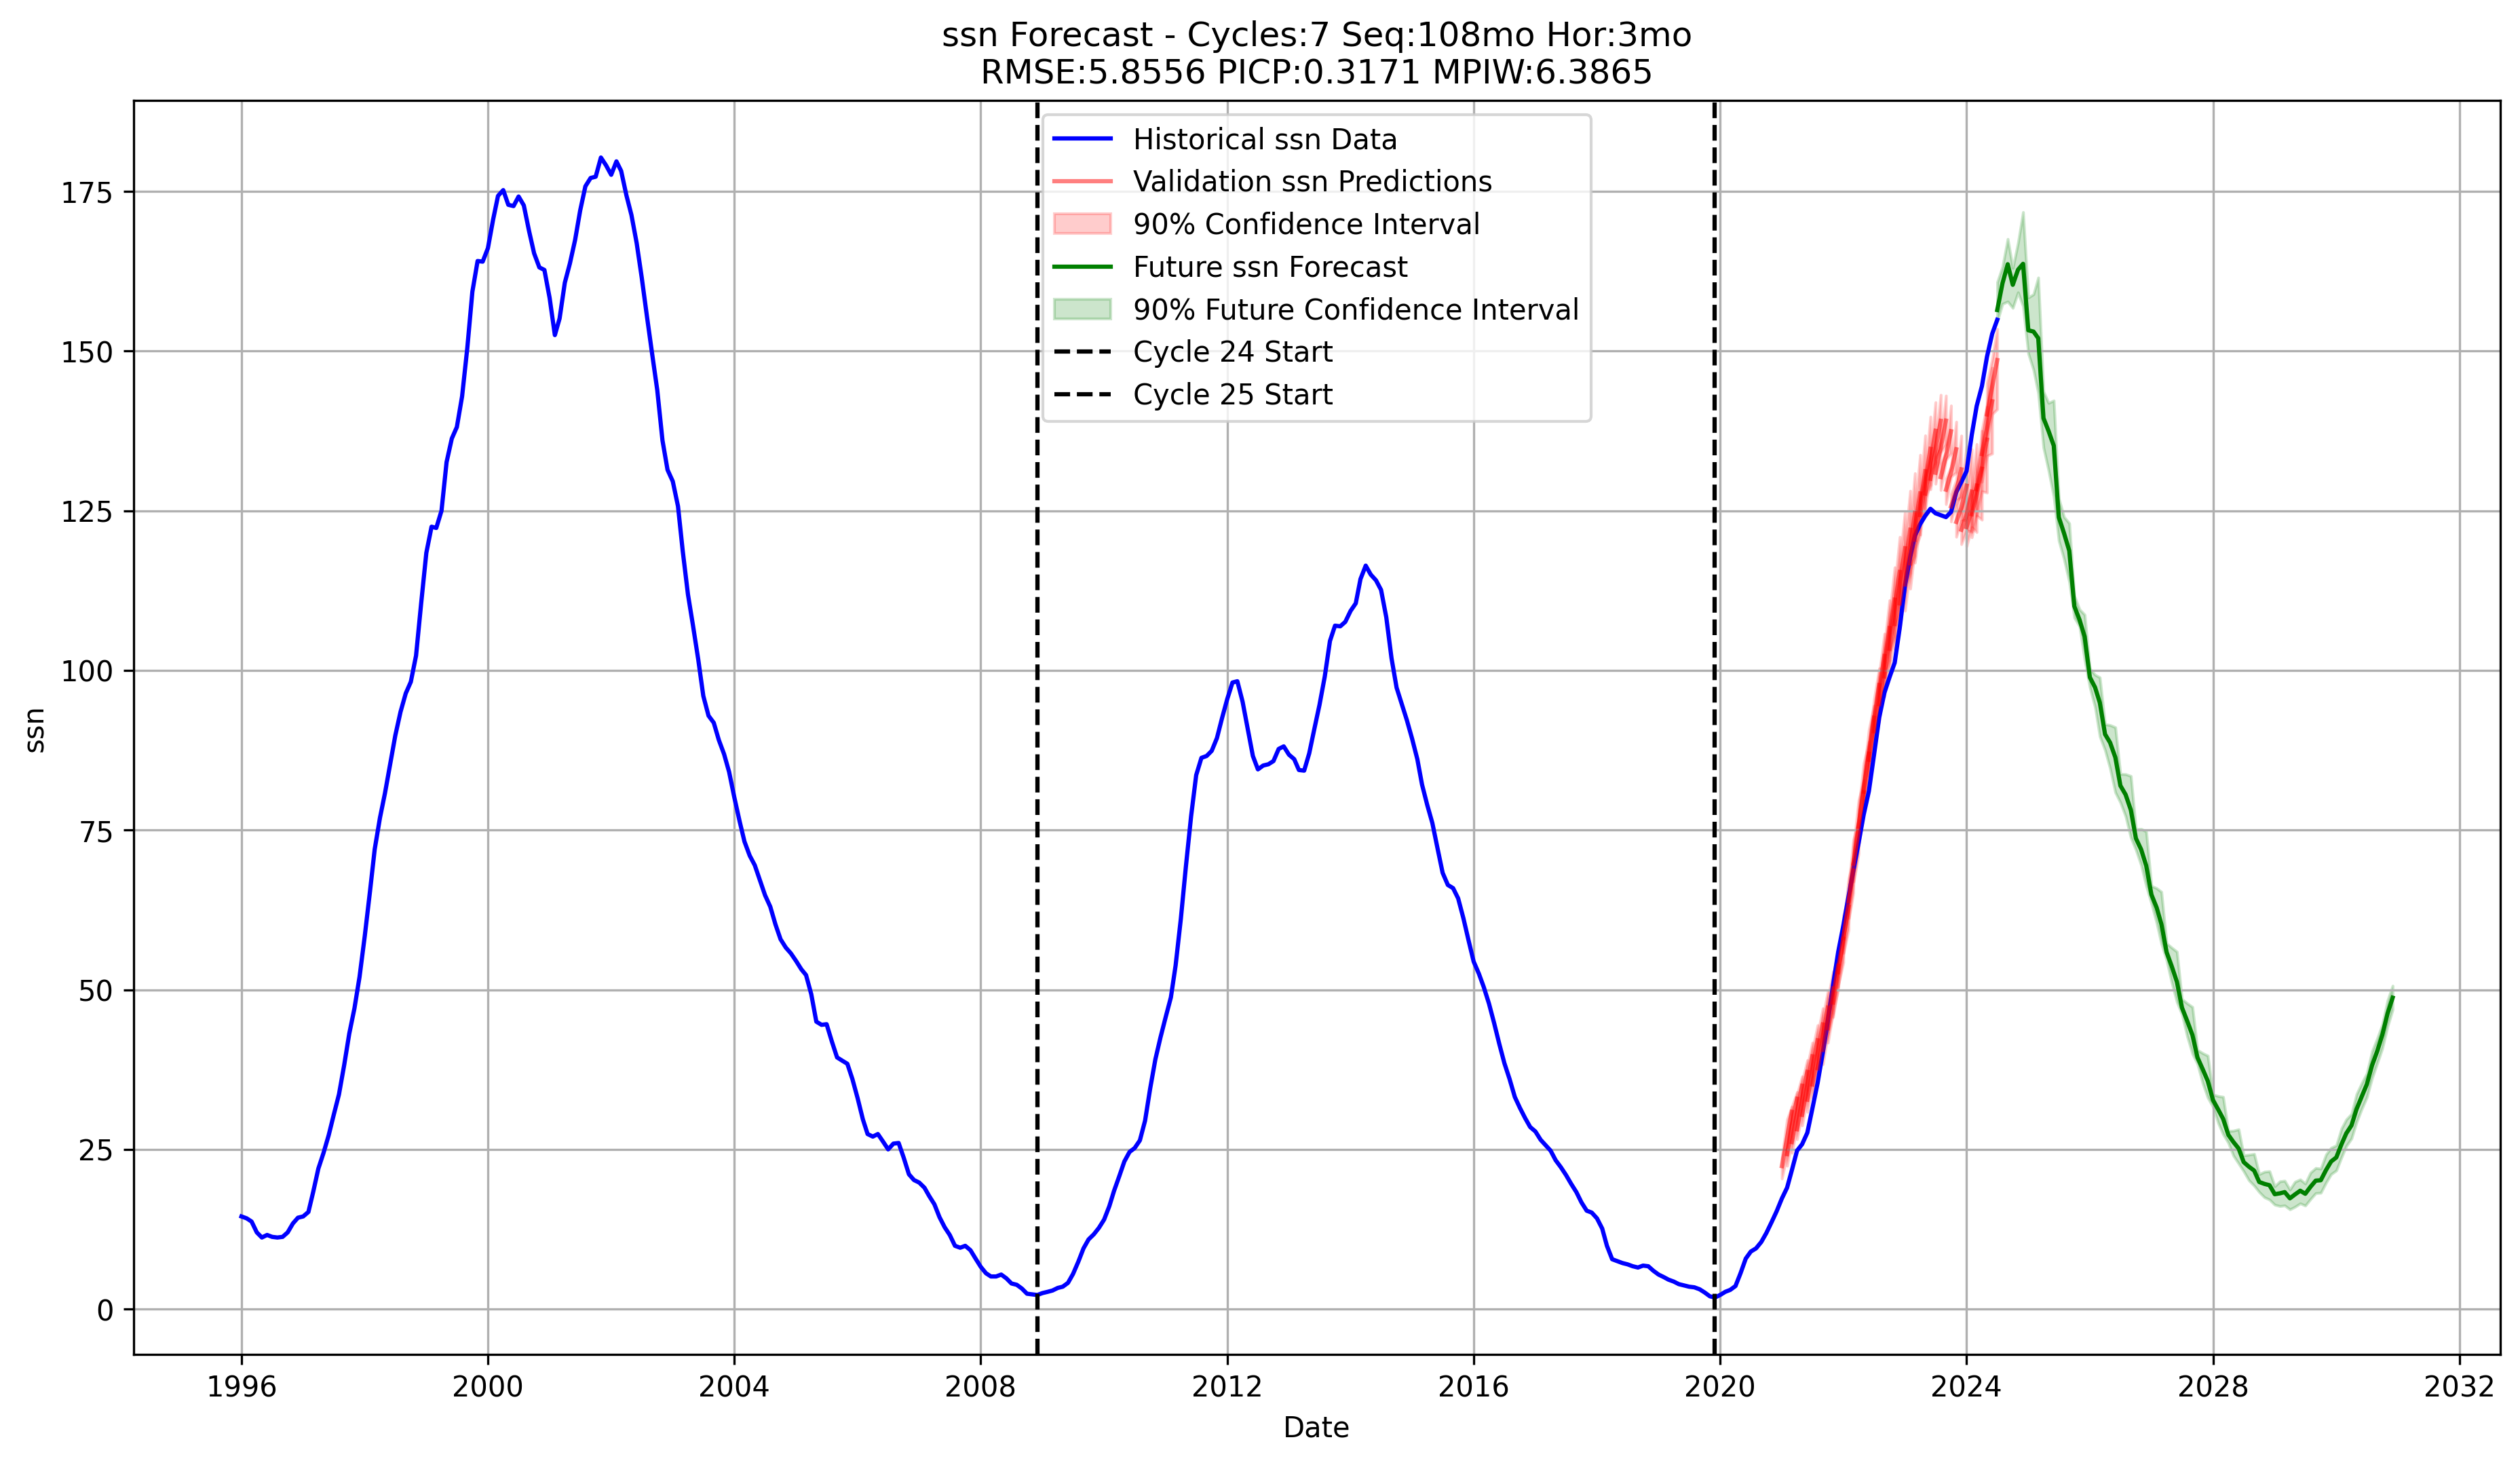 ssn Forecast - Cycles:7 Seq:108mo Hor:3mo
RMSE:5.8556 PICP:0.3171 MPIW:6.3865
Historical ssn Data
Validation ssn Predictions
90% Confidence Interval
Future ssn Forecast
90% Future Confidence Interval
Cycle 24 Start
Cycle 25 Start
175
150
125
100
75
50
25
0
ssn
1996 2000 2004 2008 2012 2016 2020 2024 2028 2032
Date